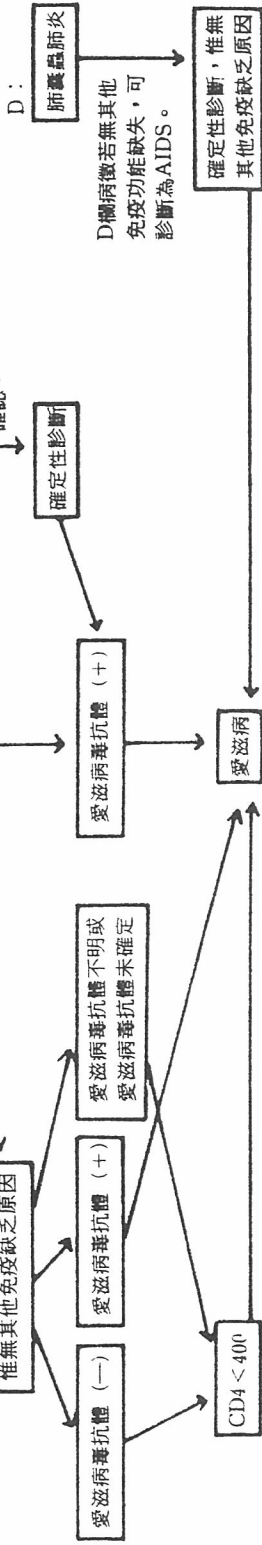 惟無其他免疫缺乏原因
愛滋病毒抗體（－）
愛滋病毒抗體（＋）
愛滋病毒抗體不明或
愛滋病毒抗體未確定
CD4＜400
確定性診斷
愛滋病毒抗體（＋）
愛滋病
D：
肺囊蟲肺炎
D欄病徵若無其他
免疫功能缺失，可
診斷為AIDS。
確定性診斷，惟無
其他免疫缺乏原因